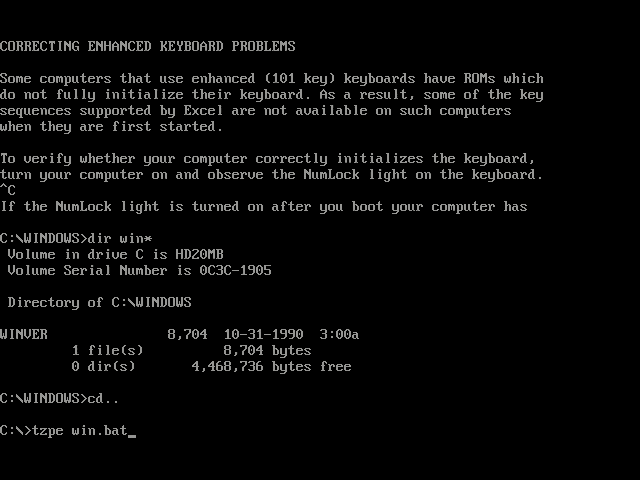 CORRECTING ENHANCED KEYBOARD PROBLEMS
Some computers that use enhanced (101 key) keyboards have ROMs which
do not fully initialize their keyboard. As a result, some of the key
sequences supported by Excel are not available on such computers
when they are first started.
To verify whether your computer correctly initializes the keyboard,
turn your computer on and observe the NumLock light on the keyboard.
^C
If the NumLock light is turned on after you boot your computer has
C:\WINDOWS>dir win*
Volume in drive C is HD20MB
Volume Serial Number is 0C3C-1905
Directory of C:\WINDOWS
WINVER 8,704 10-31-1990 3:00a
1 file(s) 8,704 bytes
0 dir(s) 4,468,736 bytes free
C:\WINDOWS>cd..
C:\>tzpe win.bat_